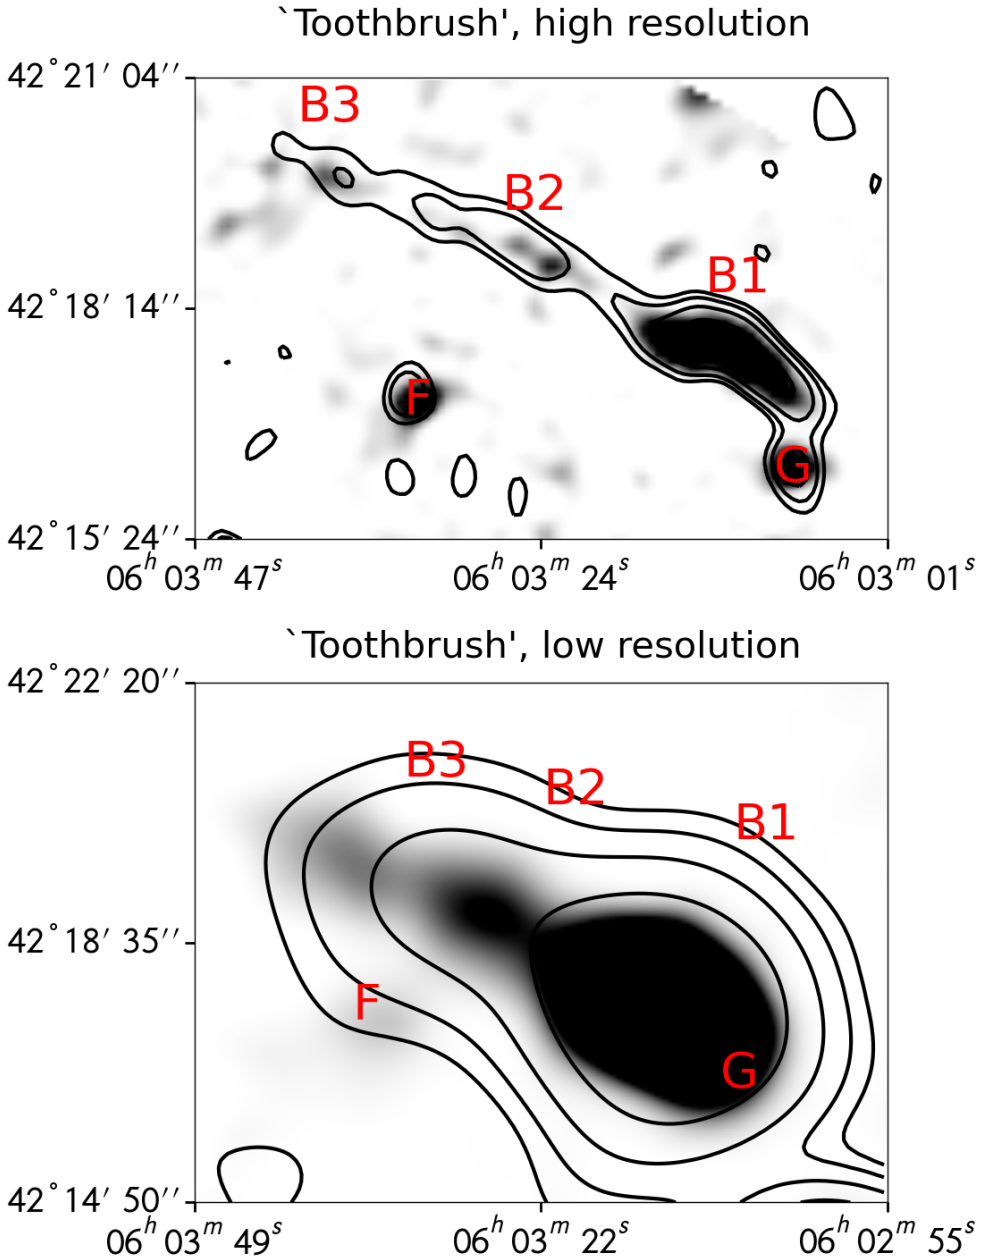 `Toothbrush', high resolution
42°21′ 04′′
B3
B2
B1
42°18′ 14′′
F
G
42°15′ 24′′
06ʰ 03ᵐ 47ˢ
06ʰ 03ᵐ 24ˢ
06ʰ 03ᵐ 01ˢ
`Toothbrush', low resolution
42°22′ 20′′
B3
B2
B1
42°18′ 35′′
F
G
42°14′ 50′′
06ʰ 03ᵐ 49ˢ
06ʰ 03ᵐ 22ˢ
06ʰ 02ᵐ 55ˢ